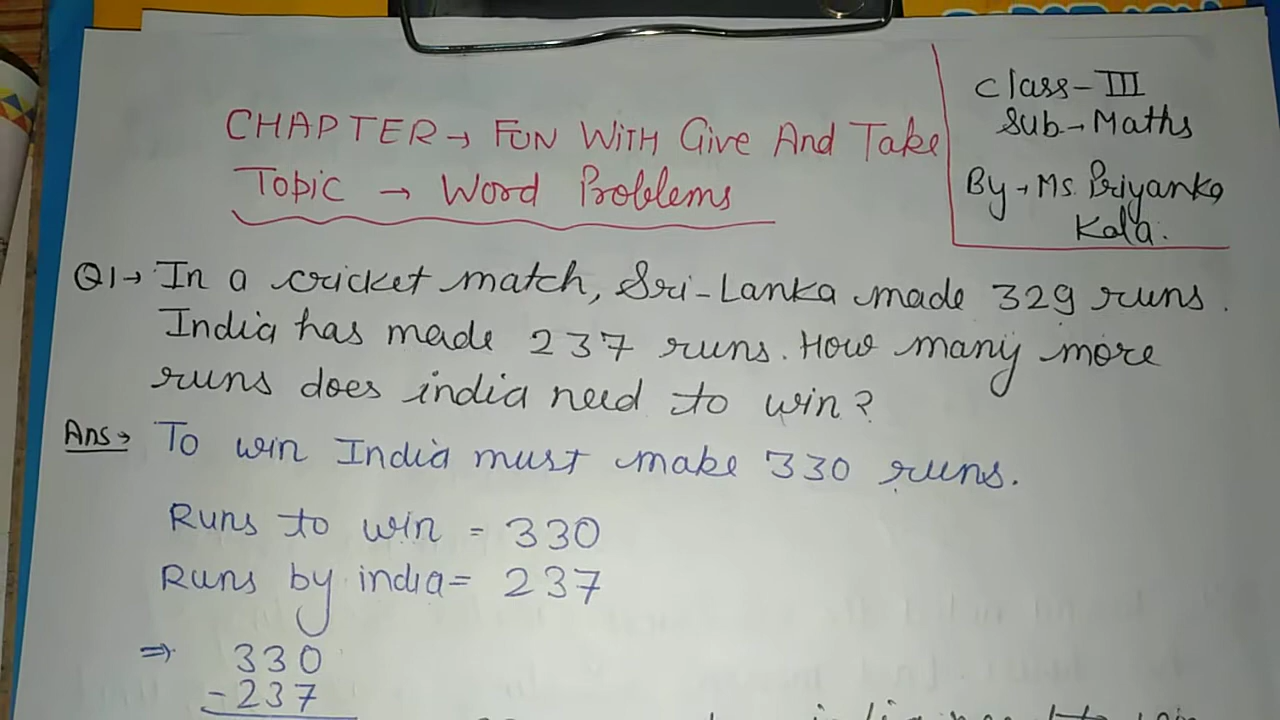 CHAPTER → FUN WITH Give And Take
Topic → Word Problems
Class - III
Sub → Maths
By → Ms. Priyanka
Kala.
Q1 → In a cricket match, Sri-Lanka made 329 runs.
India has made 237 runs. How many more
runs does india need to win?
Ans → To win India must make 330 runs.
Runs to win = 330
Runs by india = 237
⇒ 330
- 237